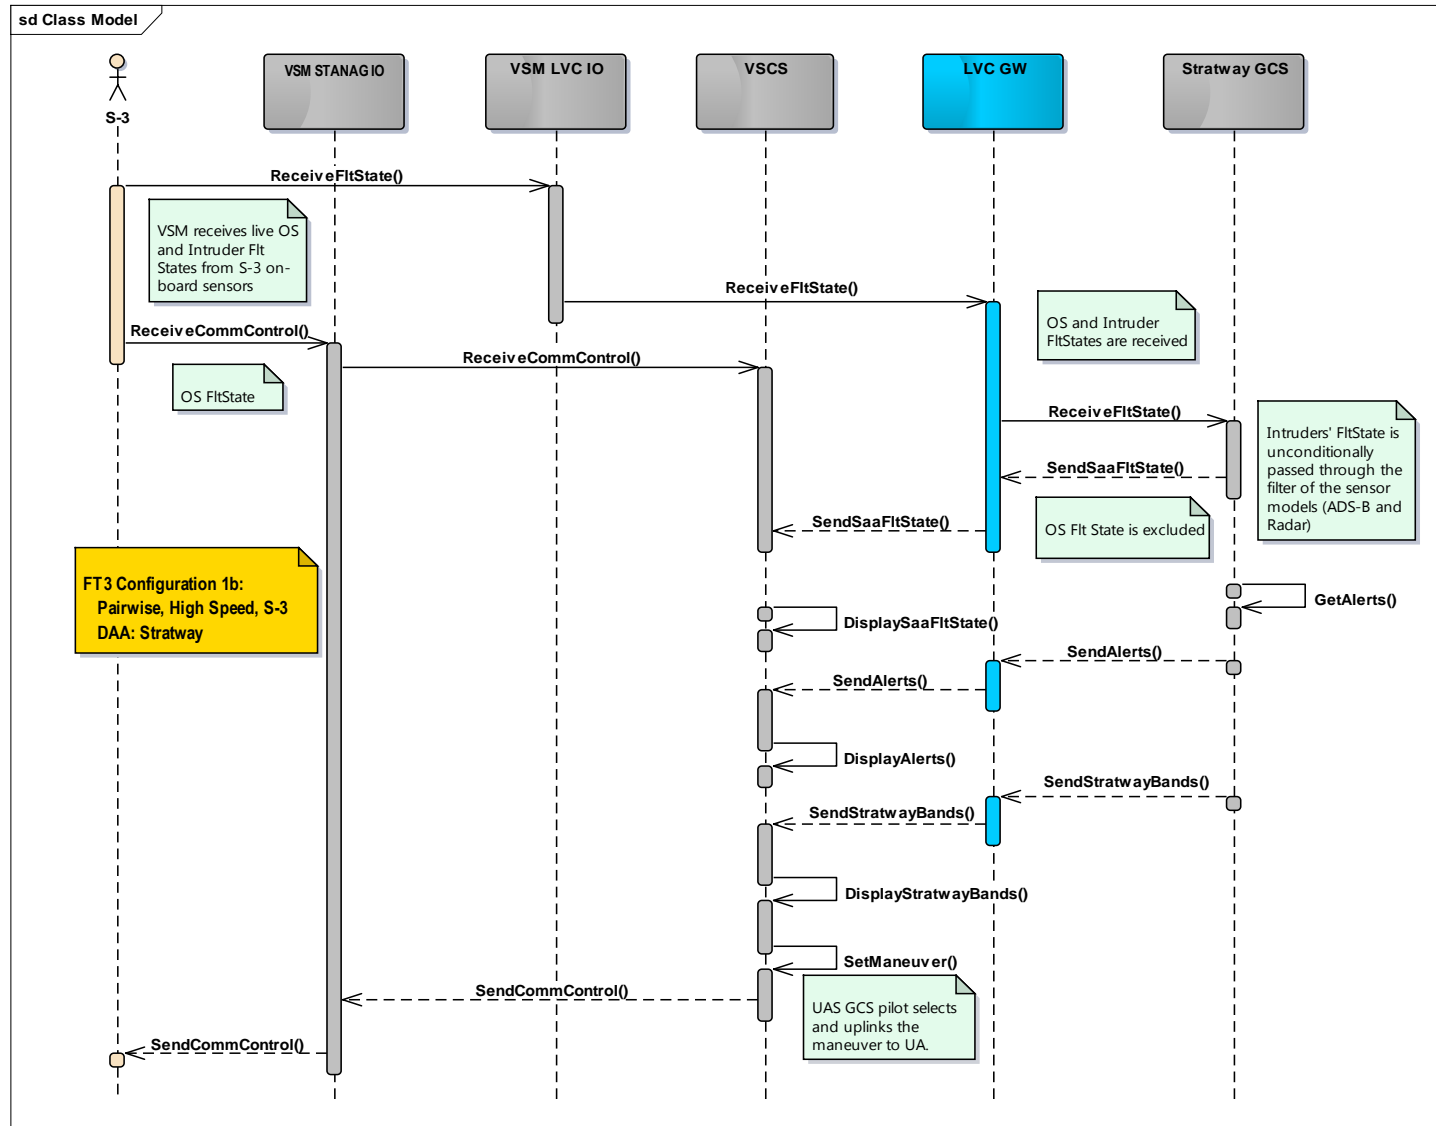 sd Class Model
S-3
VSM STANAG IO
VSM LVC IO
VSCS
LVC GW
Stratway GCS
ReceiveFltState()
VSM receives live OS
and Intruder Flt
States from S-3 on-
board sensors
ReceiveFltState()
OS and Intruder
FltStates are received
ReceiveCommControl()
ReceiveCommControl()
OS FltState
ReceiveFltState()
Intruders' FltState is
unconditionally
passed through the
filter of the sensor
models (ADS-B and
Radar)
SendSaaFltState()
SendSaaFltState()
OS Flt State is excluded
FT3 Configuration 1b:
Pairwise, High Speed, S-3
DAA: Stratway
GetAlerts()
DisplaySaaFltState()
SendAlerts()
SendAlerts()
DisplayAlerts()
SendStratwayBands()
SendStratwayBands()
DisplayStratwayBands()
SetManeuver()
SendCommControl()
UAS GCS pilot selects
and uplinks the
maneuver to UA.
SendCommControl()